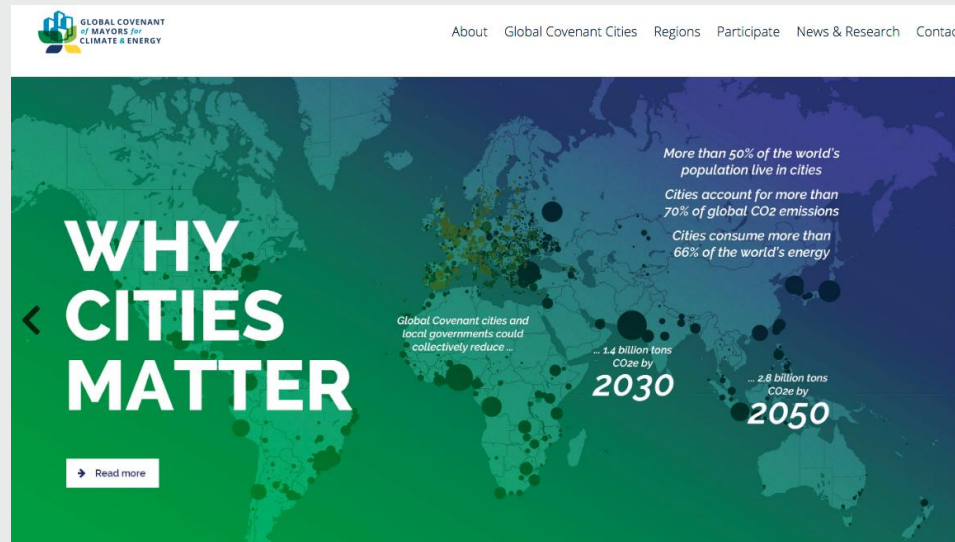 GLOBAL COVENANT
of MAYORS for
CLIMATE & ENERGY
About Global Covenant Cities Regions Participate News & Research Contac
WHY
CITIES
MATTER
Read more
More than 50% of the world's
population live in cities
Cities account for more than
70% of global CO2 emissions
Cities consume more than
66% of the world's energy
Global Covenant cities and
local governments could
collectively reduce ...
... 1.4 billion tons
CO2e by
2030
... 2.8 billion tons
CO2e by
2050